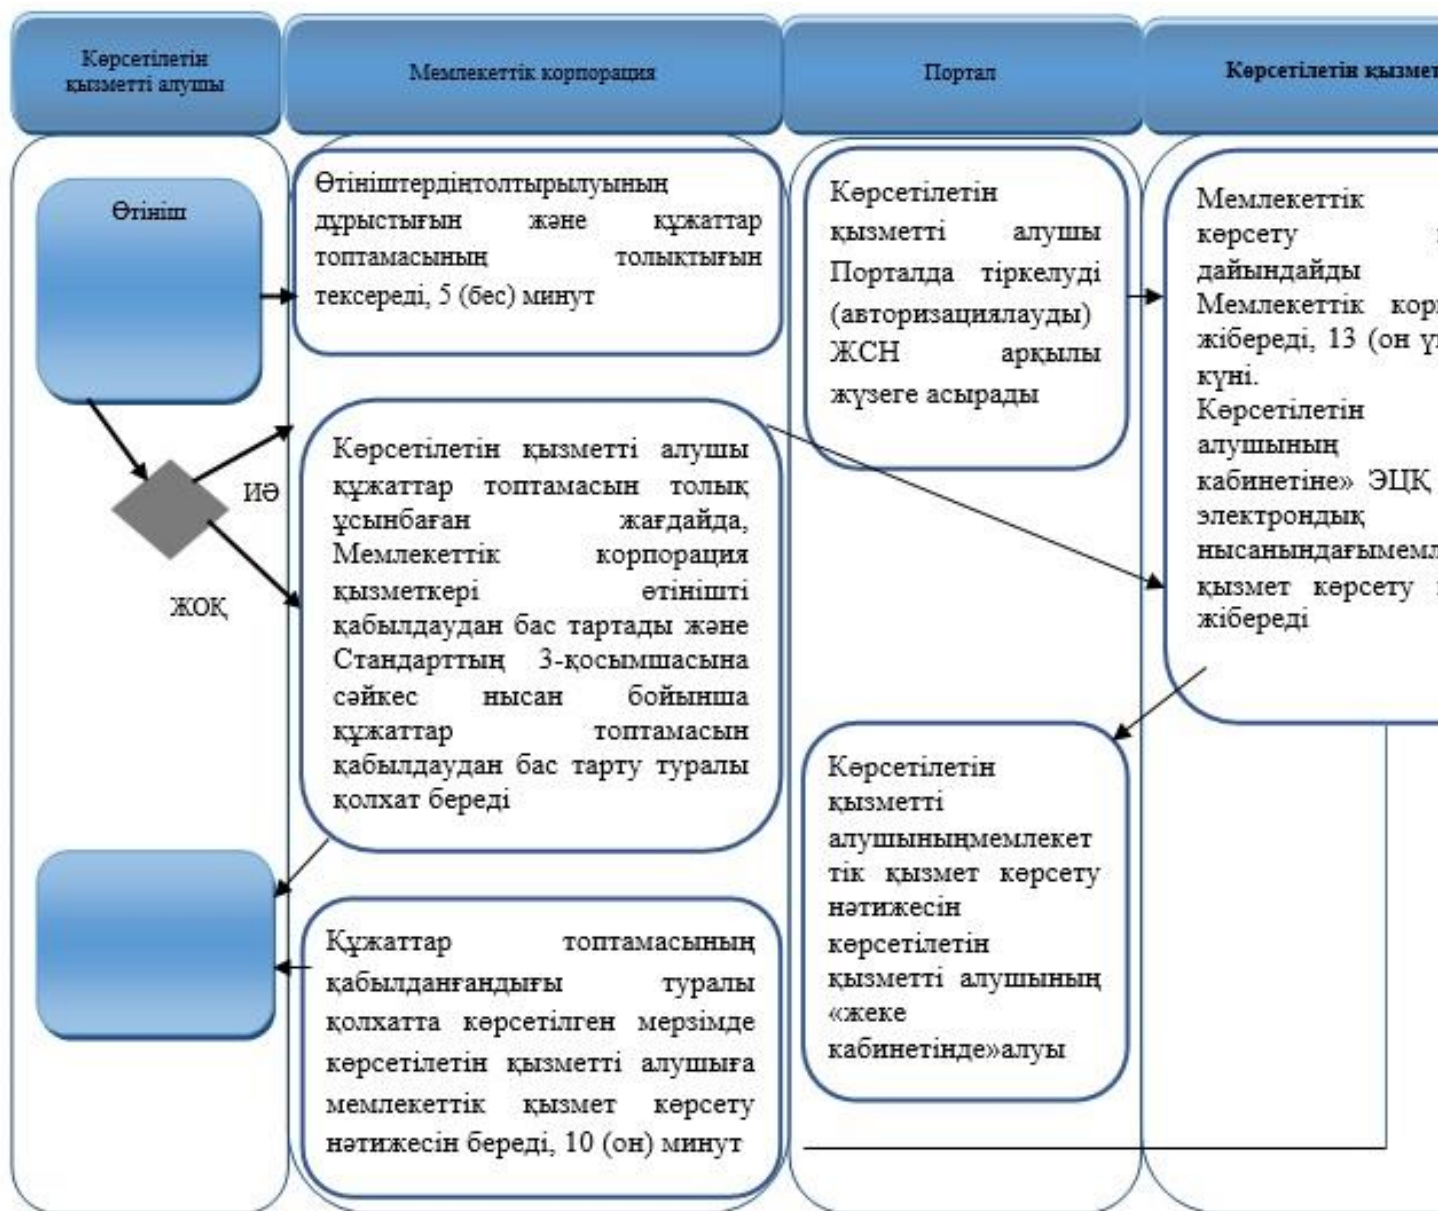 Көрсетілетін
қызметті алушы
Мемлекеттік корпорация
Портал
Көрсетілетін қызмет
Өтініш
ИӘ
ЖОҚ
Өтініштердіңтолтырылуының
дұрыстығын және құжаттар
топтамасының толықтығын
тексереді, 5 (бес) минут
Көрсетілетін қызметті алушы
құжаттар топтамасын толық
ұсынбаған жағдайда,
Мемлекеттік корпорация
қызметкері өтінішті
қабылдаудан бас тартады және
Стандарттың 3-қосымшасына
сәйкес нысан бойынша
құжаттар топтамасын
қабылдаудан бас тарту туралы
қолхат береді
Құжаттар топтамасының
қабылданғандығы туралы
қолхатта көрсетілген мерзімде
көрсетілетін қызметті алушыға
мемлекеттік қызмет көрсету
нәтижесін береді, 10 (он) минут
Көрсетілетін
қызметті алушы
Порталда тіркелуді
(авторизациялауды)
ЖСН арқылы
жүзеге асырады
Көрсетілетін
қызметті
алушыныңмемлекет
тік қызмет көрсету
нәтижесін
көрсетілетін
қызметті алушының
«жеке
кабинетінде»алуы
Мемлекеттік
көрсету
дайындайды
Мемлекеттік
жібереді, 13 (он
күні.
Көрсетілетін
алушының
кабинетіне» ЭЦҚ
электрондық
қызмет көрсету
жібереді